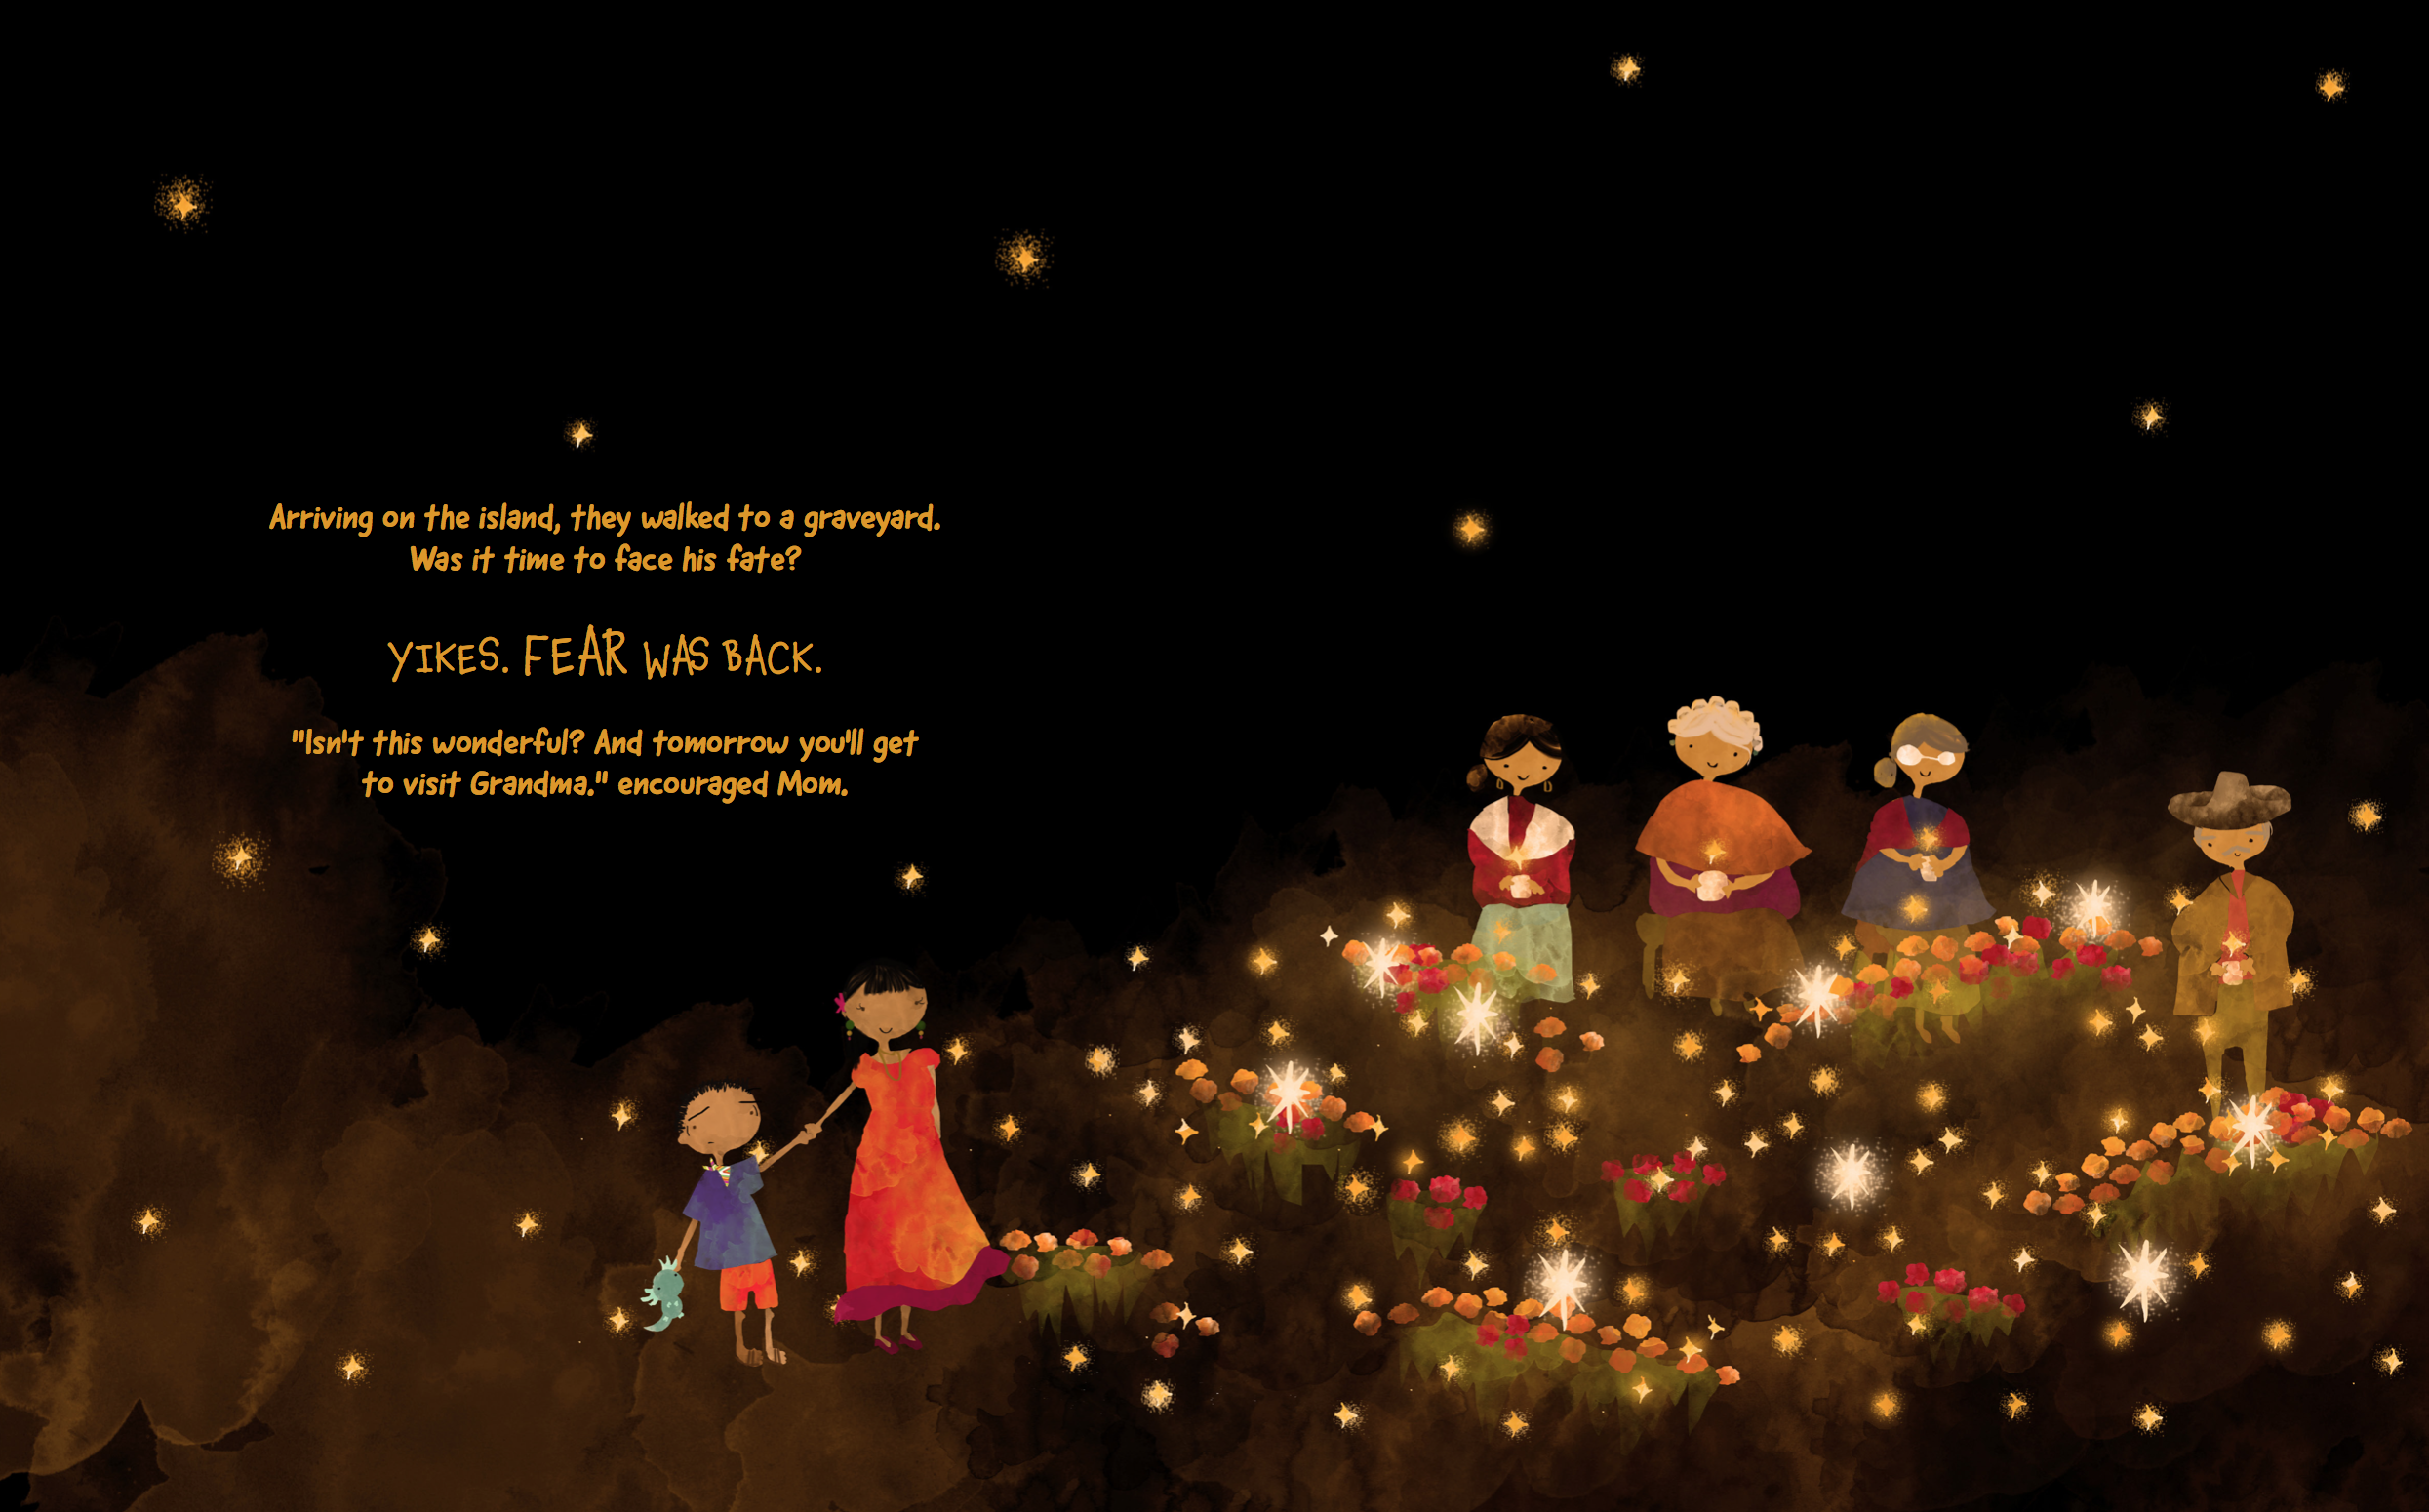 Arriving on the island, they walked to a graveyard.
Was it time to face his fate?
YIKES. FEAR WAS BACK.
"Isn't this wonderful? And tomorrow you'll get
to visit Grandma." encouraged Mom.